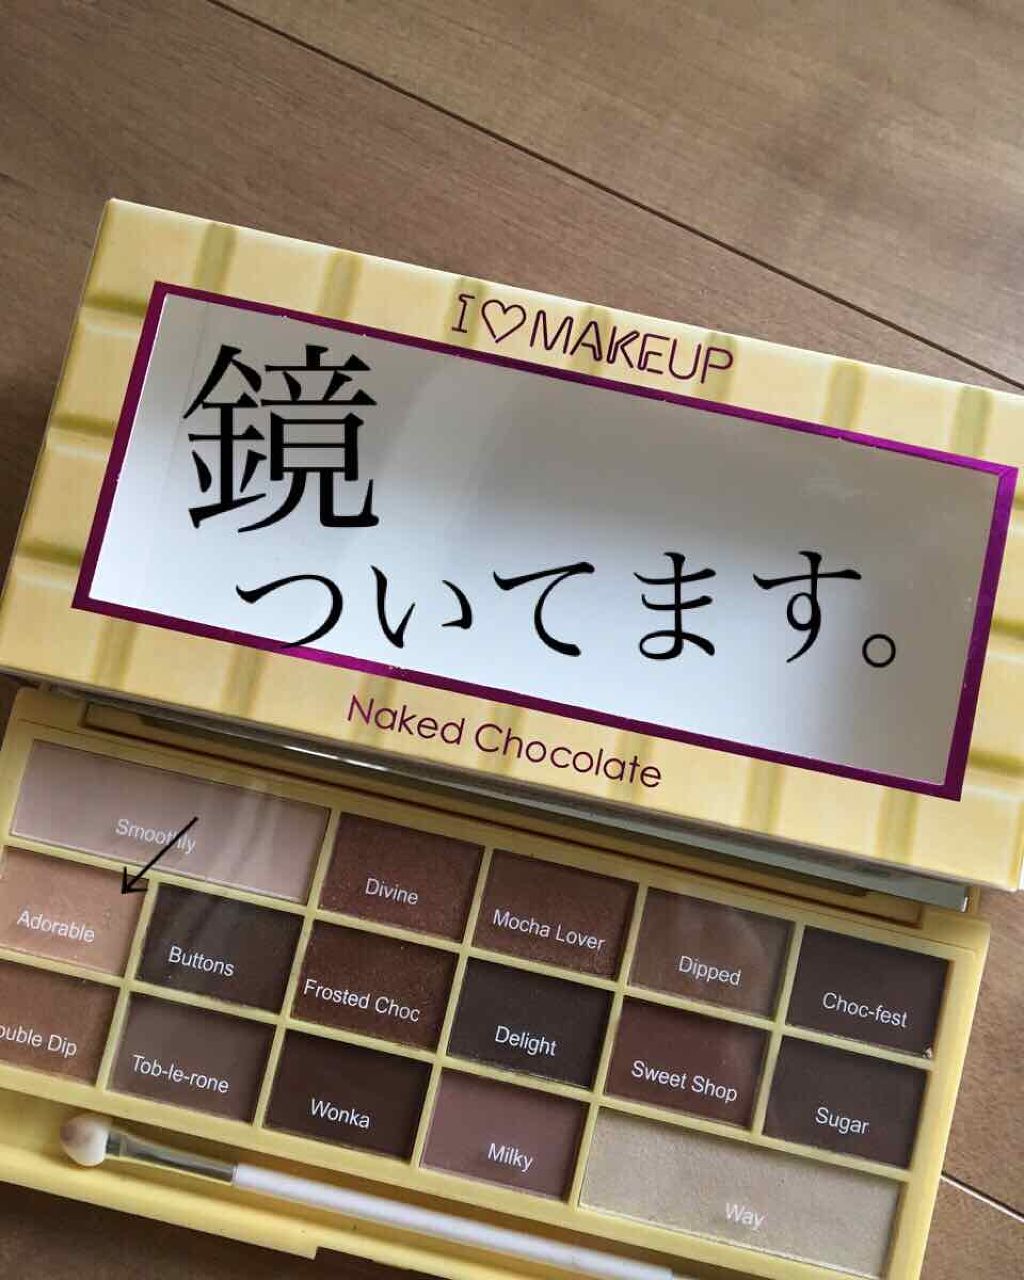 I♡MAKEUP
鏡
ついてます。
Naked Chocolate
Smoothly
Divine
Mocha Lover
Dipped
Choc-fest
Adorable
Buttons
Frosted Choc
Delight
Sweet Shop
Sugar
ouble Dip
Tob-le-rone
Wonka
Milky
Way